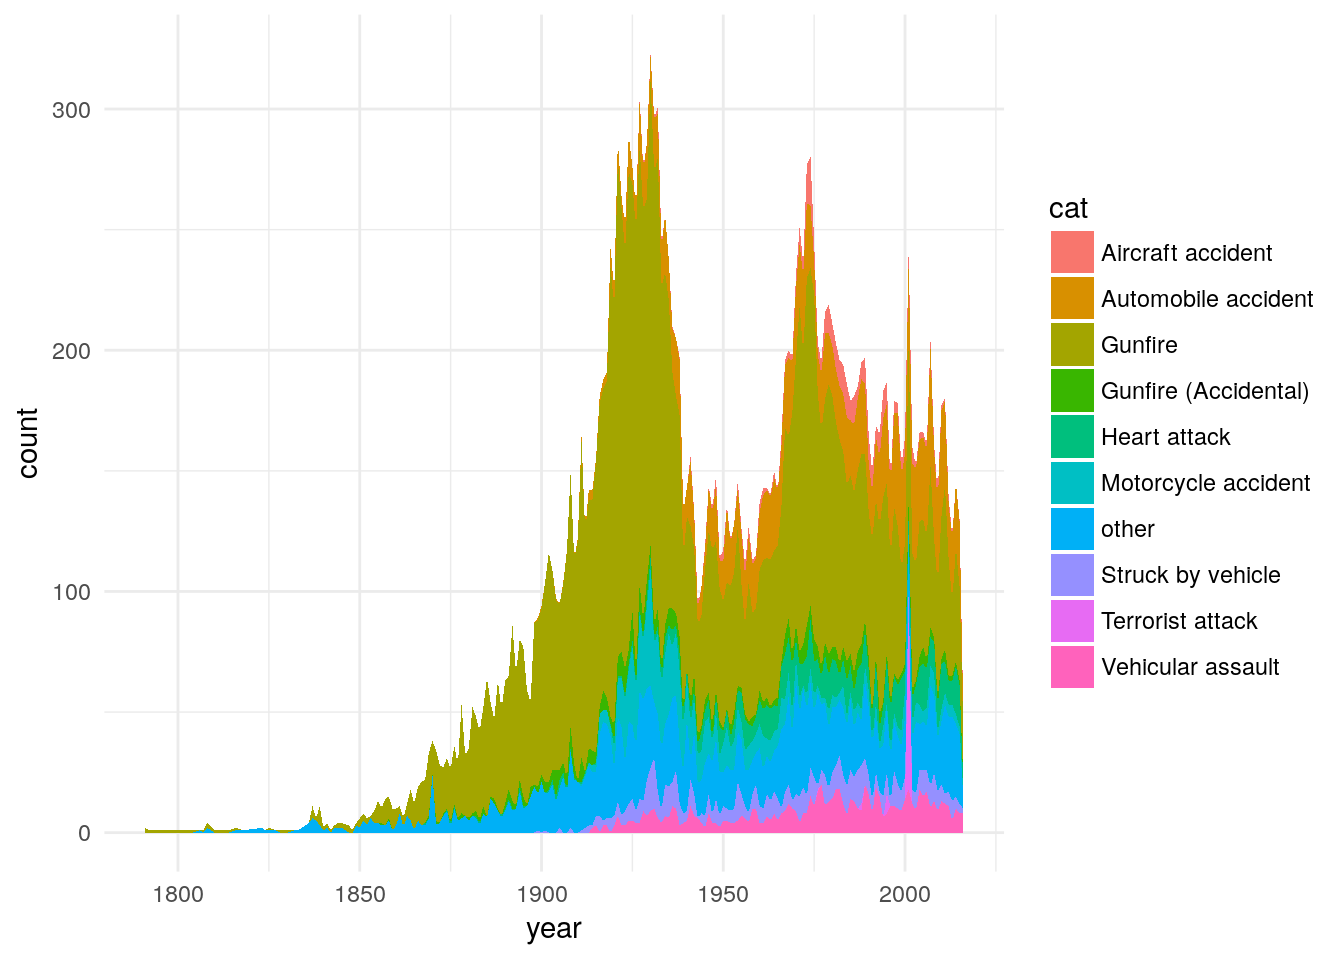 300
200
100
0
count
1800
1850
1900
1950
2000
year
cat
Aircraft accident
Automobile accident
Gunfire
Gunfire (Accidental)
Heart attack
Motorcycle accident
other
Struck by vehicle
Terrorist attack
Vehicular assault